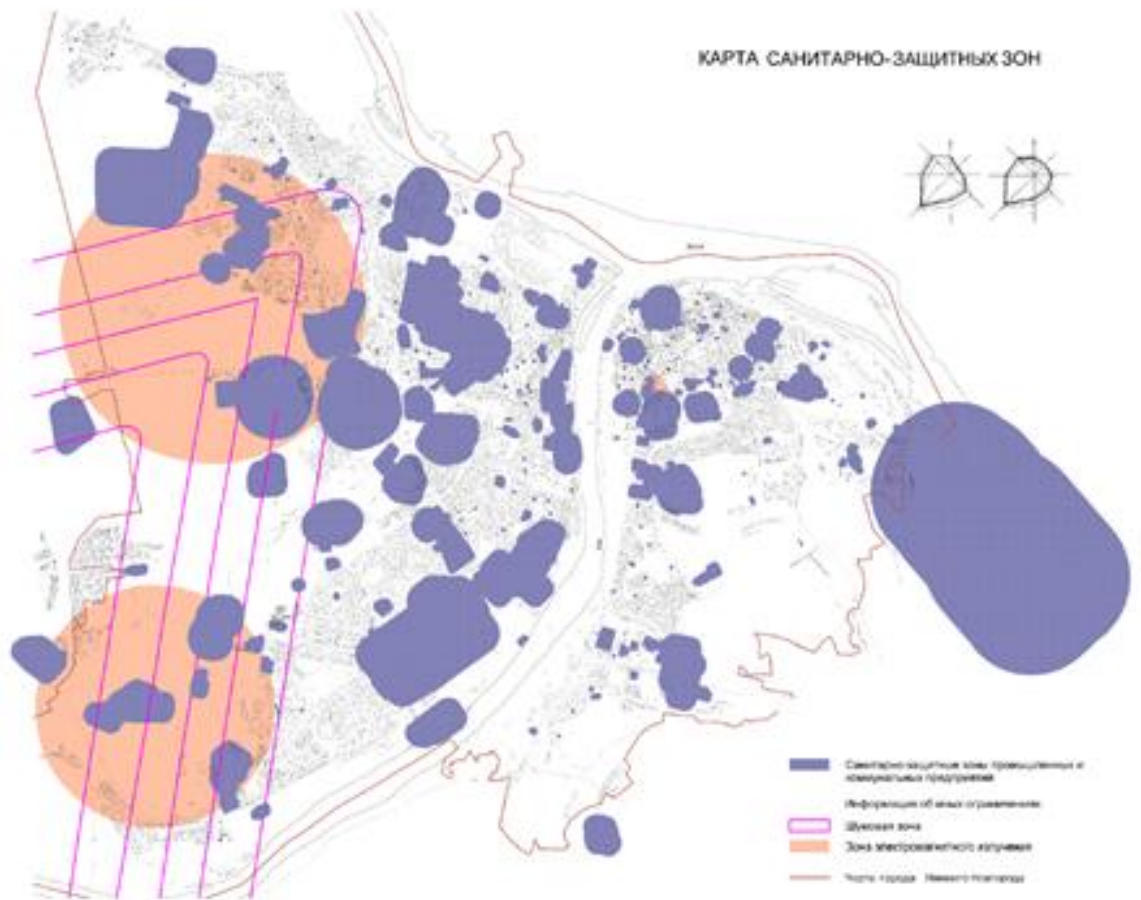 КАРТА САНИТАРНО-ЗАЩИТНЫХ ЗОН
Санитарно-защитные зоны промышленных и
коммунальных предприятий
Информация об иных ограничениях:
Шумовая зона
Зона электромагнитного излучения
Черта города Нижнего Новгорода